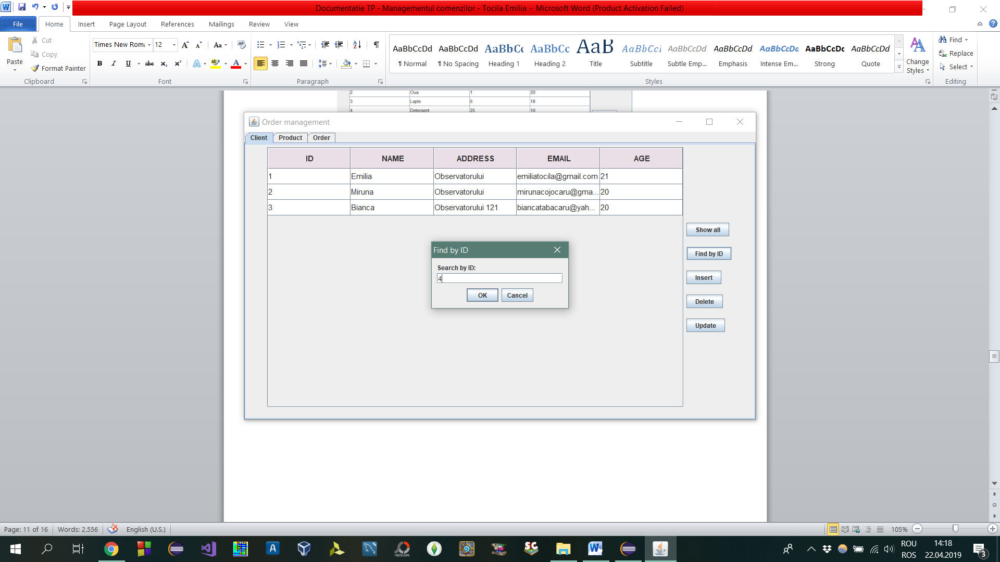 Documentatie TP - Managementul comenzilor - Tocila Emilia - Microsoft Word (Product Activation Failed)
File Home Insert Page Layout References Mailings Review View
Paste
Cut
Copy
Format Painter
Clipboard
Times New Roma 12
Font
Paragraph
AaBbCcDd AaBbCcDd AaBbCc AaBbCc AaB AaBbCcI AaBbCcDd AaBbCcDd AaBbCcDd AaBbCcDc AaBbCcDd
¶ Normal ¶ No Spacing Heading 1 Heading 2 Title Subtitle Subtle Emp... Emphasis Intense Em... Strong Quote
Change Styles
Styles
Find
Replace
Select
Editing
2 Oua 1 20
3 Lapte 6 18
4 Detergent 25 10
Order management
Client Product Order
ID NAME ADDRESS EMAIL AGE
1 Emilia Observatorului emiliatocila@gmail.com 21
2 Miruna Observatorului mirunacojocaru@gma... 20
3 Bianca Observatorului 121 biancatabacaru@yah... 20
Show all
Find by ID
Insert
Delete
Update
Find by ID
Search by ID:
4
OK Cancel
Page: 11 of 16 Words: 2.556 English (U.S.) 105%
ROU
ROS
14:18
22.04.2019
3